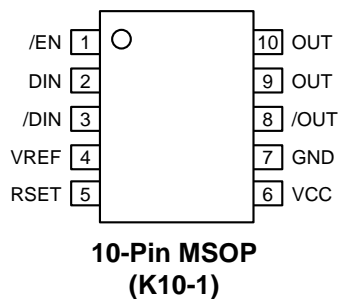 /EN 1 10 OUT
DIN 2 9 OUT
/DIN 3 8 /OUT
VREF 4 7 GND
RSET 5 6 VCC
10-Pin MSOP
(K10-1)